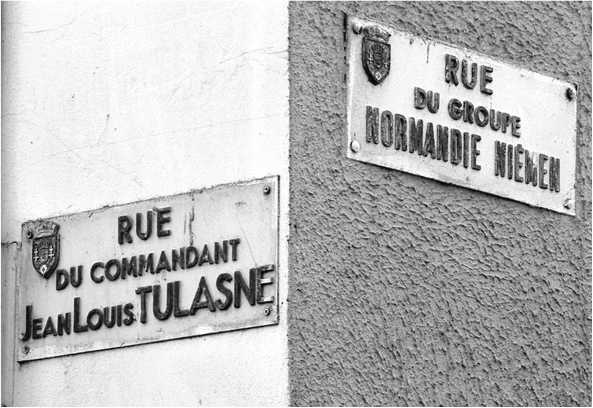 RUE
DU COMMANDANT
JEAN LOUIS TULASNE
RUE
DU GROUPE
NORMANDIE NIÉMEN